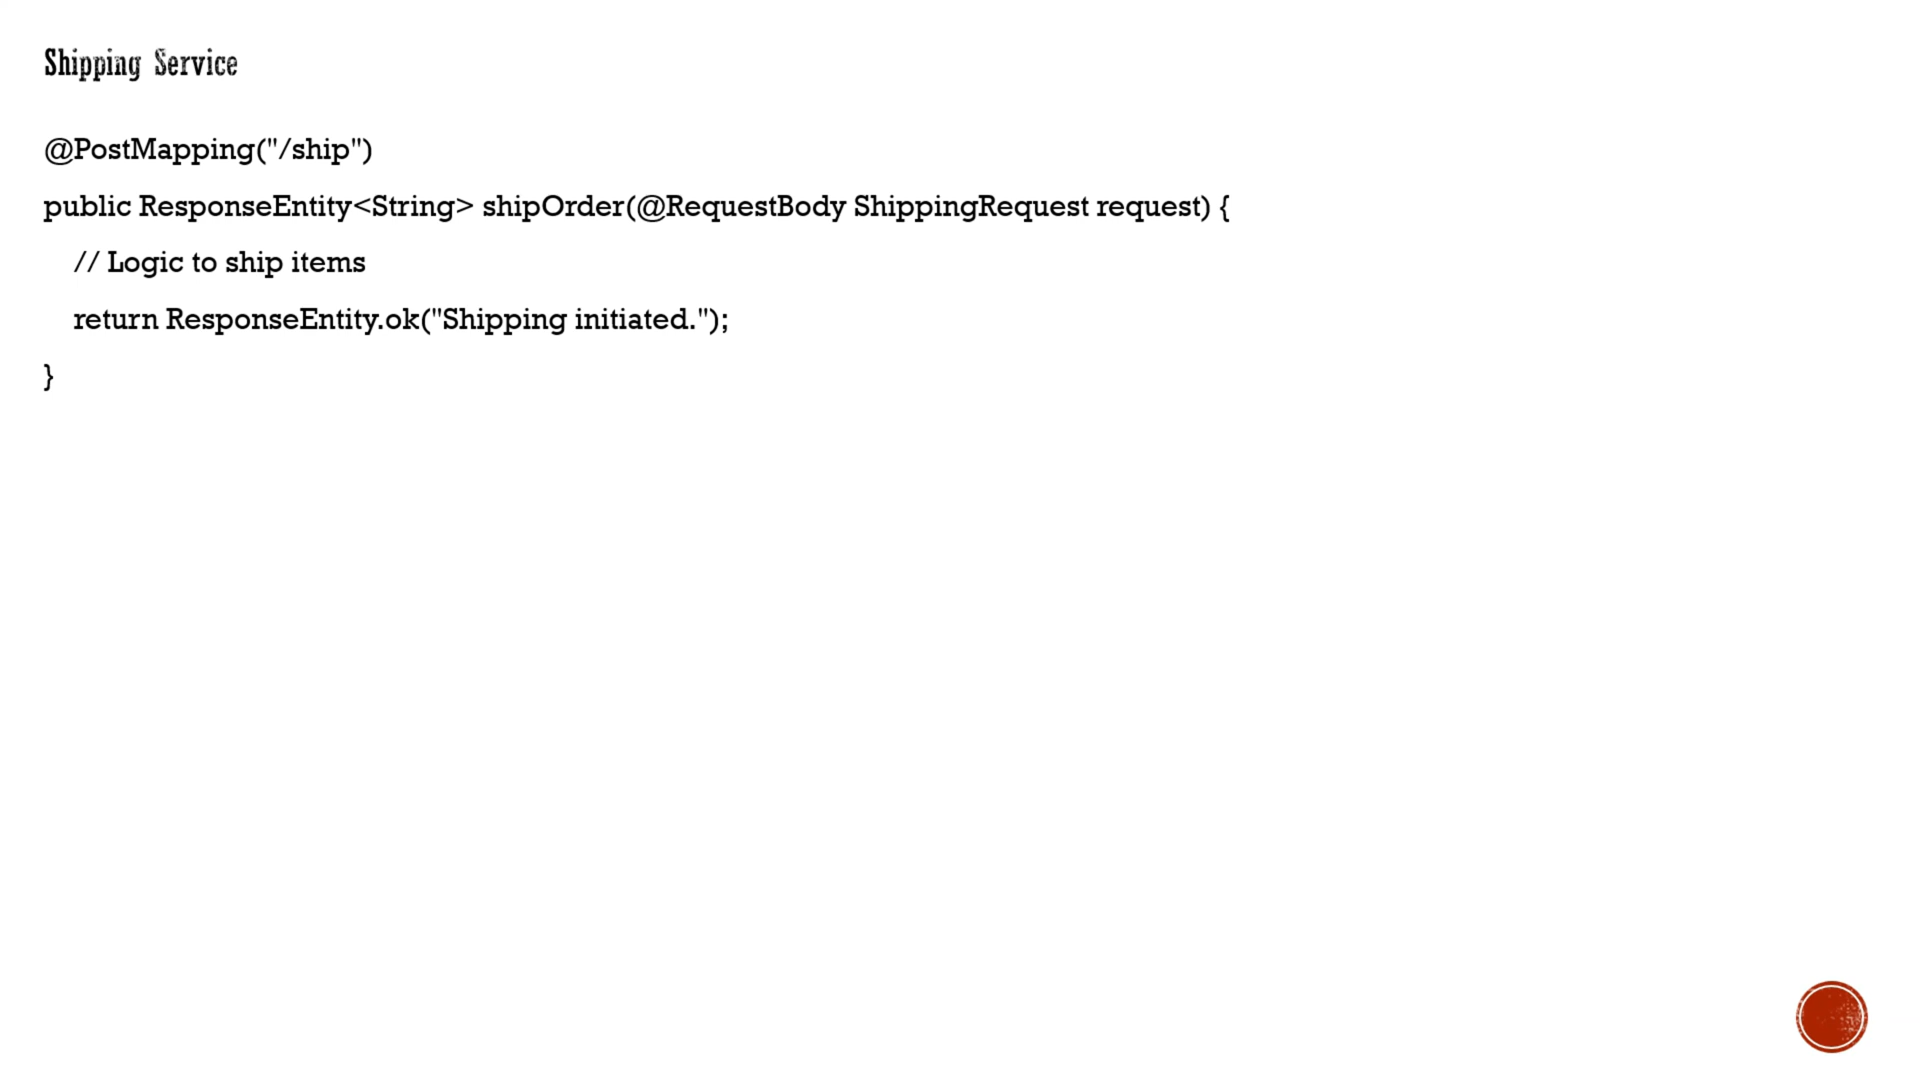 Shipping Service
@PostMapping("/ship")
public ResponseEntity<String> shipOrder(@RequestBody ShippingRequest request) {
// Logic to ship items
return ResponseEntity.ok("Shipping initiated.");
}